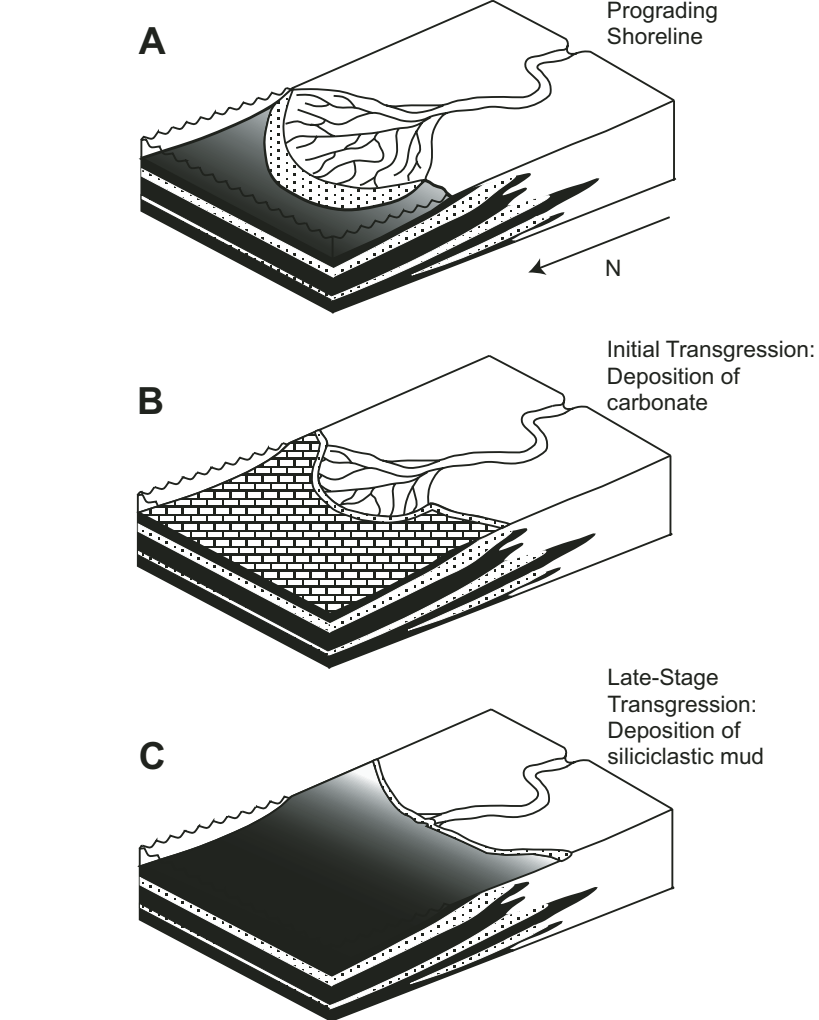 A
Prograding
Shoreline
N
B
Initial Transgression:
Deposition of
carbonate
C
Late-Stage
Transgression:
Deposition of
siliciclastic mud